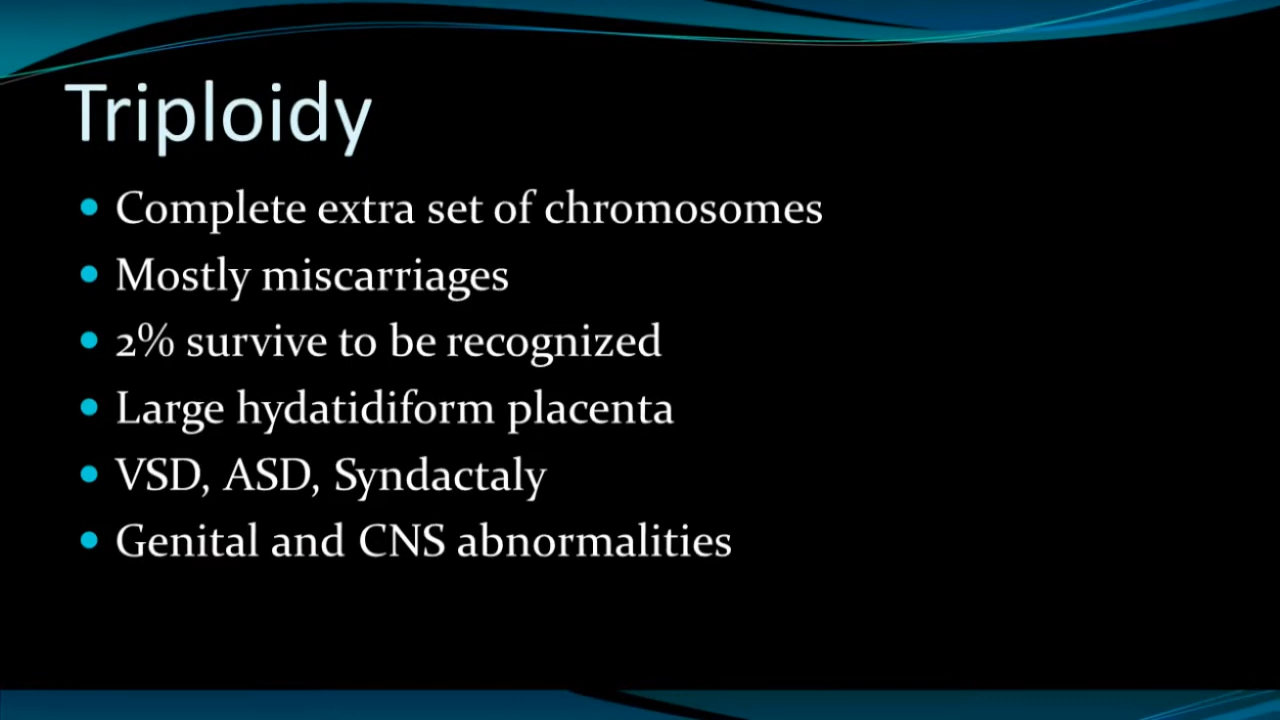 Triploidy
• Complete extra set of chromosomes
• Mostly miscarriages
• 2% survive to be recognized
• Large hydatidiform placenta
• VSD, ASD, Syndactaly
• Genital and CNS abnormalities